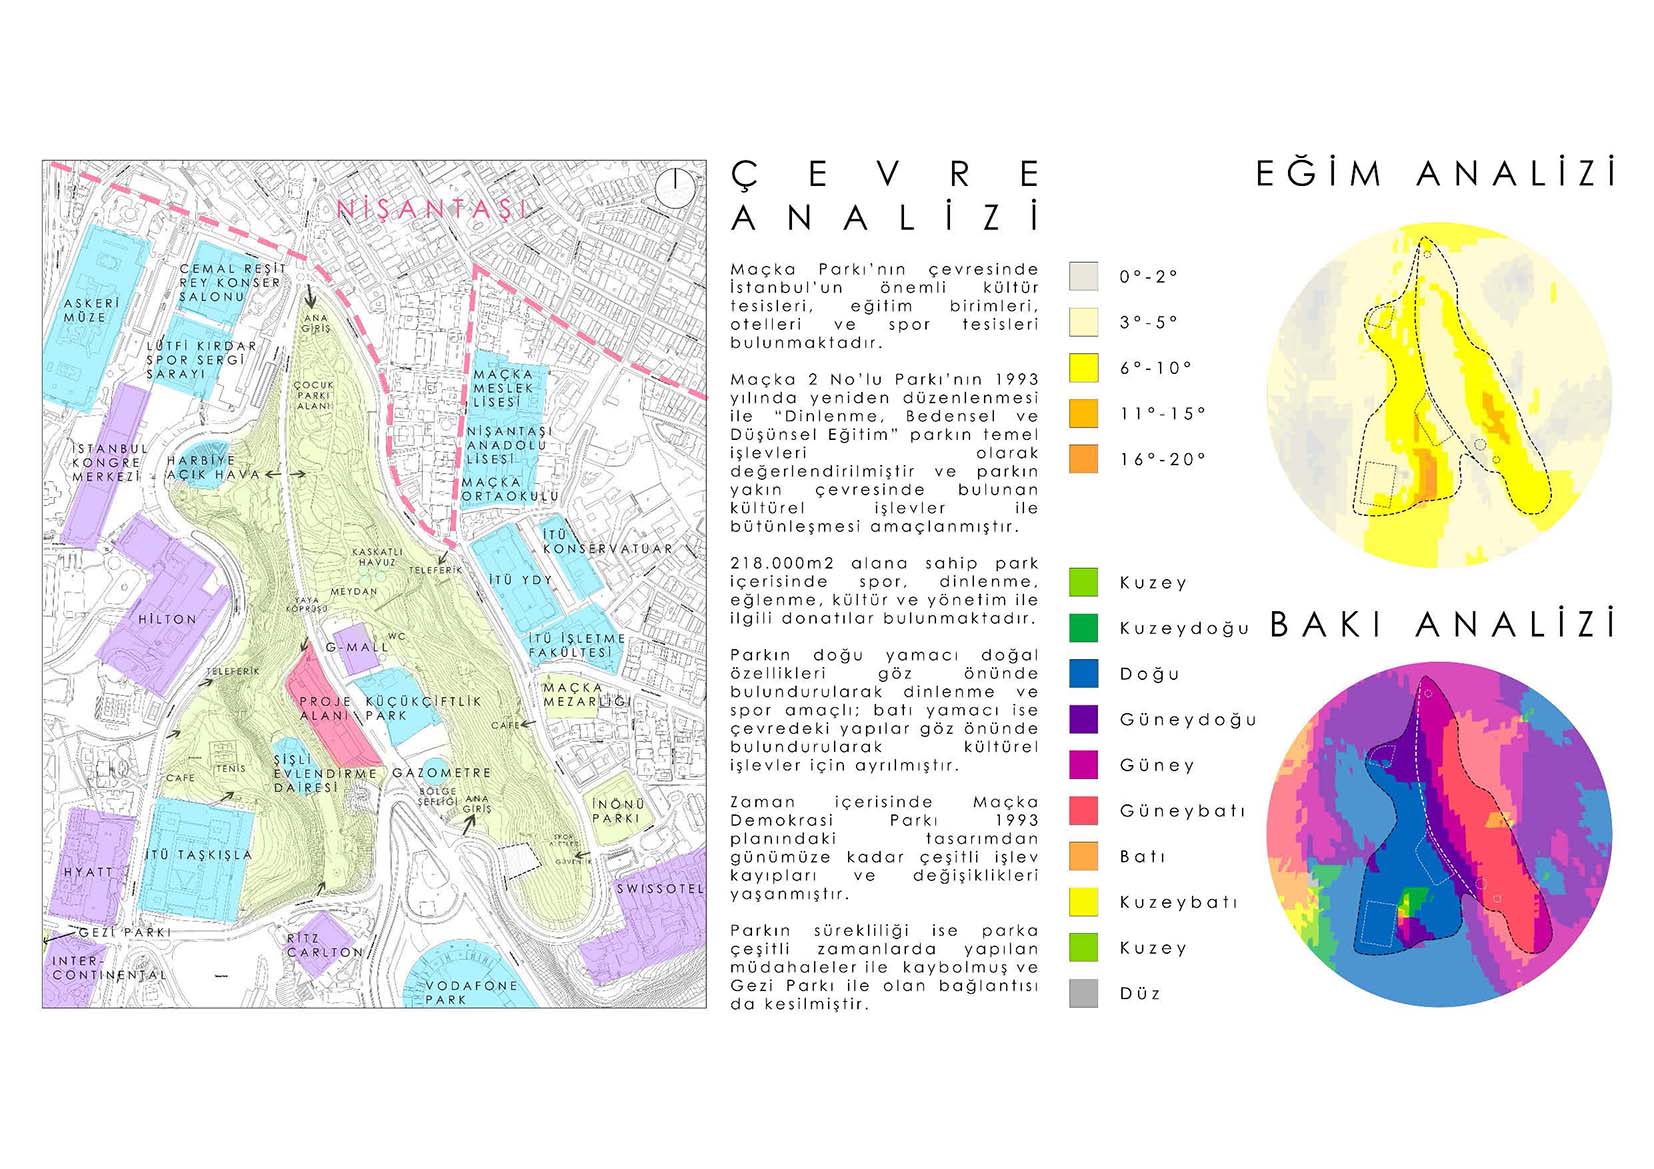 NİŞANTAŞI
ASKERİ
MÜZE
CEMAL REŞİT
REY KONSER
SALONU
LÜTFİ KIRDAR
SPOR SERGİ
SARAYI
ANA
GİRİŞ
ÇOCUK
PARKI
ALANI
MAÇKA
MESLEK
LİSESİ
NİŞANTAŞI
ANADOLU
LİSESİ
MAÇKA
ORTAOKULU
İSTANBUL
KONGRE
MERKEZİ
HARBİYE
AÇIK HAVA
İTÜ
KONSERVATUAR
KASKATLI
HAVUZ
TELEFERİK
İTÜ YDY
MEYDAN
YAYA
KÖPRÜSÜ
HİLTON
WC
G-MALL
İTÜ İŞLETME
FAKÜLTESİ
TELEFERİK
PROJE
ALANI
KÜÇÜKÇİFTLİK
PARK
MAÇKA
MEZARLIĞI
CAFE
ŞİŞLİ
EVLENDİRME
DAİRESİ
GAZOMETRE
TENİS
CAFE
BÖLGE
ŞEFLİĞİ
ANA
GİRİŞ
İNÖNÜ
PARKI
SPOR
ALETLERİ
GÜVENLİK
İTÜ TAŞKIŞLA
HYATT
SWISSOTEL
GEZİ PARKI
RİTZ
CARLTON
INTER-
CONTINENTAL
VODAFONE
PARK
ÇEVRE
ANALİZİ
Maçka Parkı’nın çevresinde
İstanbul’un önemli kültür
tesisleri, eğitim birimleri,
otelleri ve spor tesisleri
bulunmaktadır.
Maçka 2 No’lu Parkı’nın 1993
yılında yeniden düzenlenmesi
ile “Dinlenme, Bedensel ve
Düşünsel Eğitim” parkın temel
işlevleri olarak
değerlendirilmiştir ve parkın
yakın çevresinde bulunan
kültürel işlevler ile
bütünleşmesi amaçlanmıştır.
218.000m2 alana sahip park
içerisinde spor, dinlenme,
eğlenme, kültür ve yönetim ile
ilgili donatılar bulunmaktadır.
Parkın doğu yamacı doğal
özellikleri göz önünde
bulundurularak dinlenme ve
spor amaçlı; batı yamacı ise
çevredeki yapılar göz önünde
bulundurularak kültürel
işlevler için ayrılmıştır.
Zaman içerisinde Maçka
Demokrasi Parkı 1993
planındaki tasarımdan
günümüze kadar çeşitli işlev
kayıpları ve değişiklikleri
yaşanmıştır.
Parkın sürekliliği ise parka
çeşitli zamanlarda yapılan
müdahaleler ile kaybolmuş ve
Gezi Parkı ile olan bağlantısı
da kesilmiştir.
EĞİM ANALİZİ
0°-2°
3°-5°
6°-10°
11°-15°
16°-20°
BAKI ANALİZİ
Kuzey
Kuzeydoğu
Doğu
Güneydoğu
Güney
Güneybatı
Batı
Kuzeybatı
Kuzey
Düz